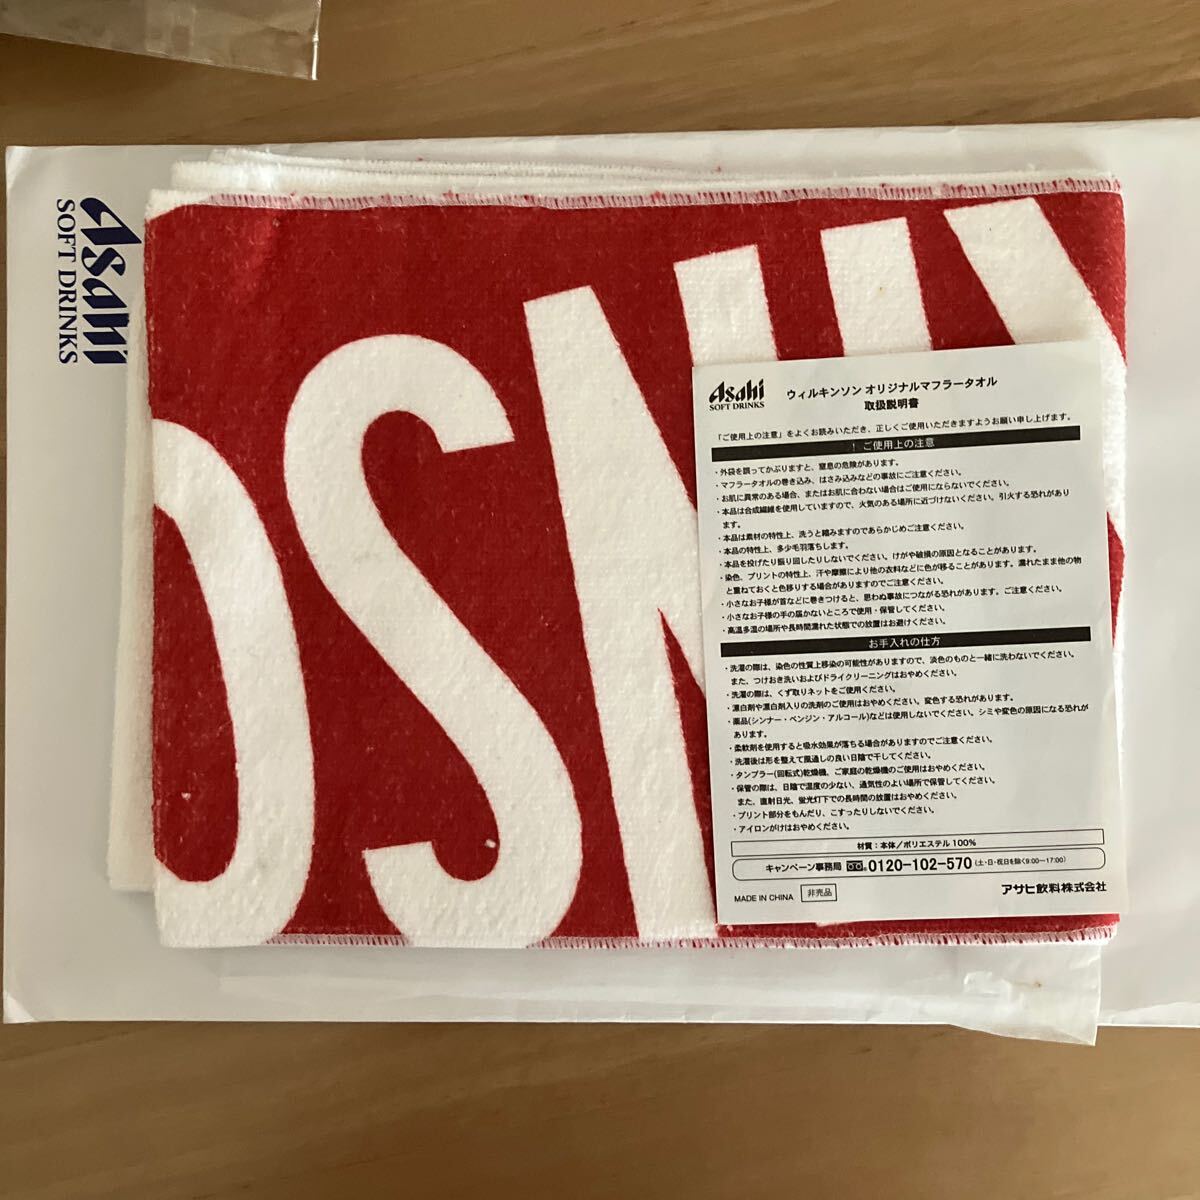 Asahi
SOFT DRINKS
Asahi
SOFT DRINKS
ウィルキンソン オリジナルマフラータオル
取扱説明書
「ご使用上の注意」をよくお読みいただき、正しくご使用いただきますようお願い申し上げます。
！ご使用上の注意
・外袋を誤ってかぶりますと、窒息の危険があります。
・マフラータオルの巻き込み、はさみ込みなどの事故にご注意ください。
・お肌に異常のある場合、またはお肌に合わない場合はご使用にならないでください。
・本品は合成繊維を使用していますので、火気のある場所に近づけないください。引火する恐れがあり
ます。
・本品は素材の特性上、洗うと縮みますのであらかじめご注意ください。
・本品の特性上、多少毛羽落ちします。
・本品を投げたり振り回したりしないでください。けがや破損の原因となることがあります。
・染色、プリントの特性上、汗や摩擦により他の衣料などに色が移ることがあります。濡れたまま他の物
と重ねておくと色移りする場合がありますのでご注意ください。
・小さなお子様が首などに巻きつけると、思わぬ事故につながる恐れがあります。ご注意ください。
・小さなお子様の手の届かないところで使用・保管してください。
・高温多湿の場所や長時間濡れた状態での放置はお避けください。
お手入れの仕方
・洗濯の際は、染色の性質上移染の可能性がありますので、淡色のものと一緒に洗わないでください。
また、つけおき洗いおよびドライクリーニングはおやめください。
・洗濯の際は、くず取りネットをご使用ください。
・漂白剤や漂白剤入りの洗剤のご使用はおやめください。変色する恐れがあります。
・薬品(シンナー・ベンジン・アルコール)などは使用しないでください。シミや変色の原因になる恐れが
あります。
・柔軟剤を使用すると吸水効果が落ちる場合がありますのでご注意ください。
・洗濯後は形を整えて風通しの良い日陰で干してください。
・タンブラー(回転式)乾燥機、ご家庭の乾燥機のご使用はおやめください。
・保管の際は、日陰で湿度の少ない、通気性のよい場所で保管してください。
また、直射日光、蛍光灯下での長時間の放置はおやめください。
・プリント部分をもんだり、こすったりしないでください。
・アイロンがけはおやめください。
材質：本体／ポリエステル100%
キャンペーン事務局 0120-102-570 (土・日・祝日を除く9:00〜17:00)
MADE IN CHINA 非売品 アサヒ飲料株式会社